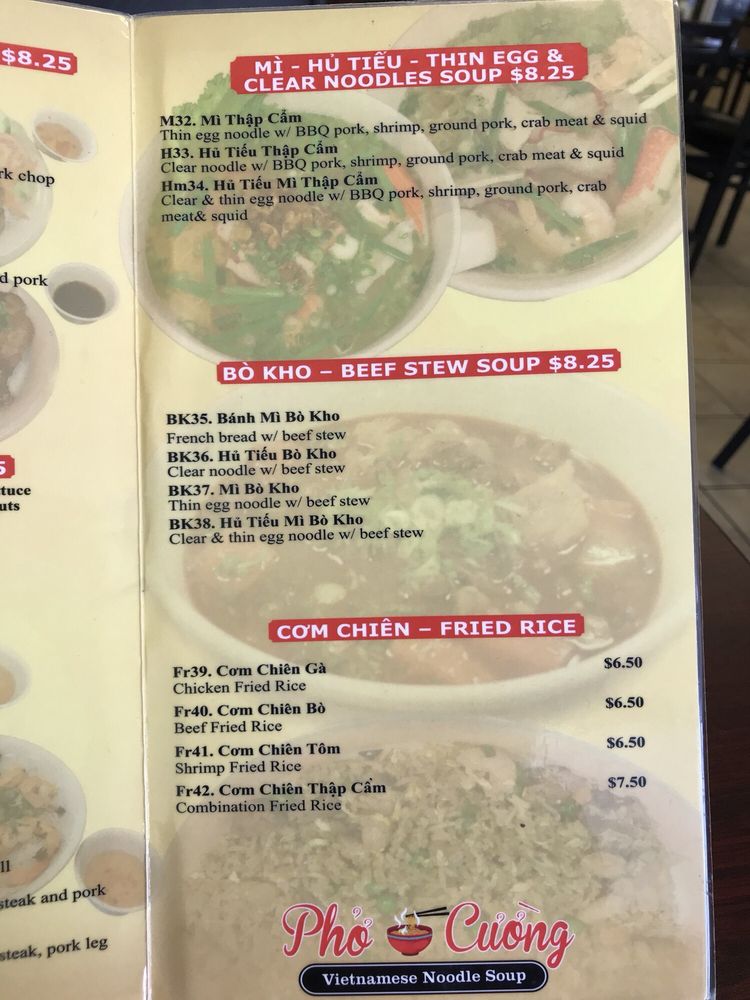 $8.25
rk chop
d pork
5
ttuce
uts
ll
steak and pork
steak, pork leg
MÌ - HỦ TIẾU - THIN EGG &
CLEAR NOODLES SOUP $8.25
M32. Mì Thập Cẩm
Thin egg noodle w/ BBQ pork, shrimp, ground pork, crab meat & squid
H33. Hủ Tiếu Thập Cẩm
Clear noodle w/ BBQ pork, shrimp, ground pork, crab meat & squid
Hm34. Hủ Tiếu Mì Thập Cẩm
Clear & thin egg noodle w/ BBQ pork, shrimp, ground pork, crab
meat& squid
BÒ KHO – BEEF STEW SOUP $8.25
BK35. Bánh Mì Bò Kho
French bread w/ beef stew
BK36. Hủ Tiếu Bò Kho
Clear noodle w/ beef stew
BK37. Mì Bò Kho
Thin egg noodle w/ beef stew
BK38. Hủ Tiếu Mì Bò Kho
Clear & thin egg noodle w/ beef stew
CƠM CHIÊN – FRIED RICE
Fr39. Cơm Chiên Gà $6.50
Chicken Fried Rice
Fr40. Cơm Chiên Bò $6.50
Beef Fried Rice
Fr41. Cơm Chiên Tôm $6.50
Shrimp Fried Rice
Fr42. Cơm Chiên Thập Cẩm $7.50
Combination Fried Rice
Phở Cường
Vietnamese Noodle Soup